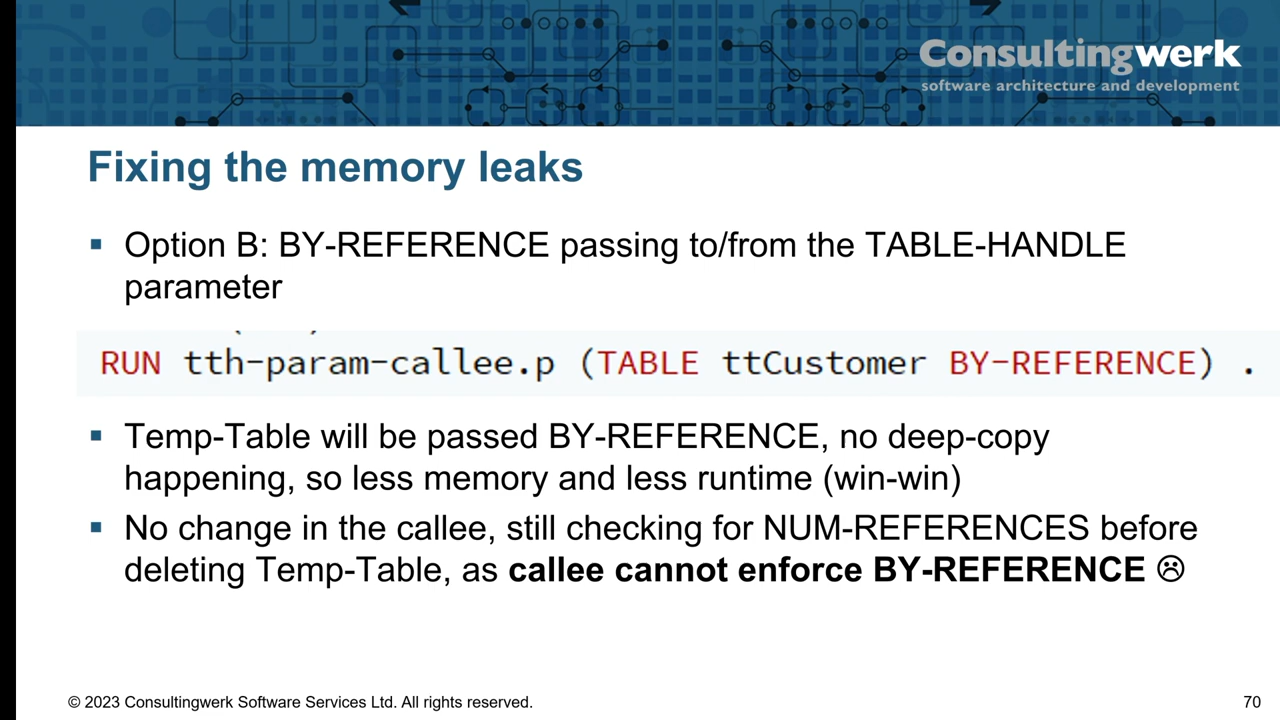 Consultingwerk
software architecture and development
Fixing the memory leaks
▪ Option B: BY-REFERENCE passing to/from the TABLE-HANDLE
parameter
RUN tth-param-callee.p (TABLE ttCustomer BY-REFERENCE) .
▪ Temp-Table will be passed BY-REFERENCE, no deep-copy
happening, so less memory and less runtime (win-win)
▪ No change in the callee, still checking for NUM-REFERENCES before
deleting Temp-Table, as callee cannot enforce BY-REFERENCE ☹
© 2023 Consultingwerk Software Services Ltd. All rights reserved.
70